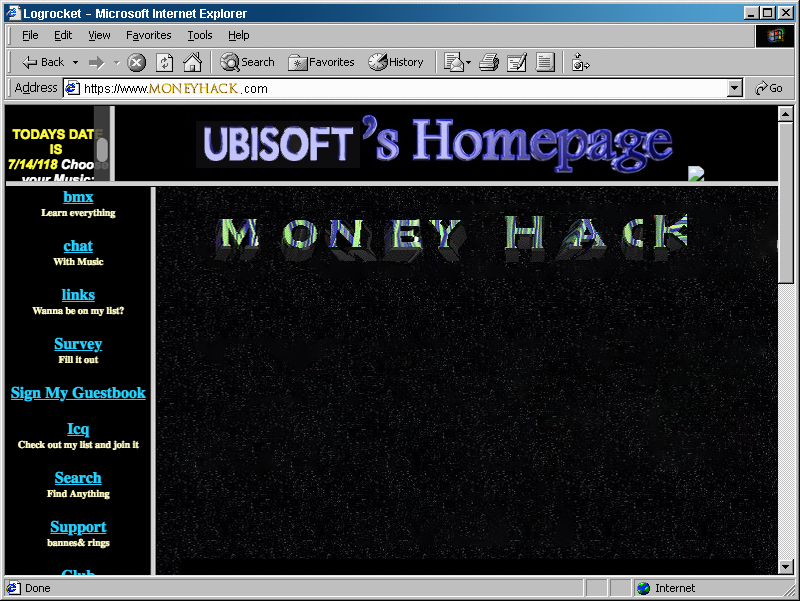 Logrocket - Microsoft Internet Explorer
File Edit View Favorites Tools Help
Back Search Favorites History
Address https://www.MONEYHACK.com Go
TODAYS DATE
IS
7/14/118 Choose
your Music:
UBISOFT's Homepage
bmx
Learn everything
chat
With Music
links
Wanna be on my list?
Survey
Fill it out
Sign My Guestbook
Icq
Check out my list and join it
Search
Find Anything
Support
bannes& rings
Club
MONEY HACK
Done Internet